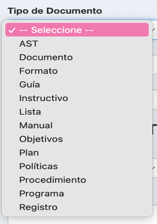 Tipo de Documento
✓ -- Seleccione --
AST
Documento
Formato
Guía
Instructivo
Lista
Manual
Objetivos
Plan
Políticas
Procedimiento
Programa
Registro